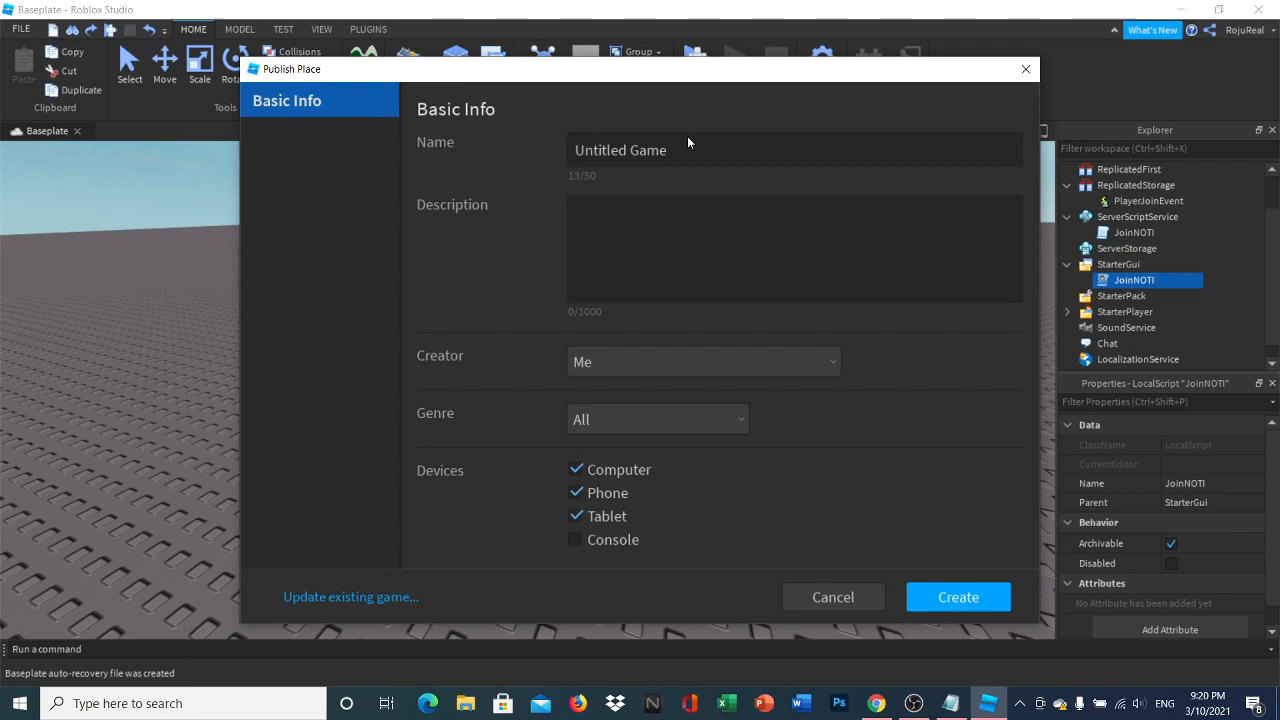 Baseplate - Roblox Studio
FILE HOME MODEL TEST VIEW PLUGINS What's New RojuReal
Paste Copy Cut Duplicate Select Move Scale Collisions Group
Clipboard Tools
Publish Place
Baseplate
Basic Info
Basic Info
Name
Untitled Game
13/50
Description
0/1000
Creator
Me
Genre
All
Devices
Computer
Phone
Tablet
Console
Update existing game...
Cancel
Create
Explorer
Filter workspace (Ctrl+Shift+X)
ReplicatedFirst
ReplicatedStorage
PlayerJoinEvent
ServerScriptService
JoinNOTI
ServerStorage
StarterGui
JoinNOTI
StarterPack
StarterPlayer
SoundService
Chat
LocalizationService
Properties - LocalScript "JoinNOTI"
Filter Properties (Ctrl+Shift+P)
Data
ClassName LocalScript
CurrentEditor
Name JoinNOTI
Parent StarterGui
Behavior
Archivable
Disabled
Attributes
No Attribute has been added yet
Add Attribute
Run a command
Baseplate auto-recovery file was created
Type here to search
9:20 PM
3/10/2021
8